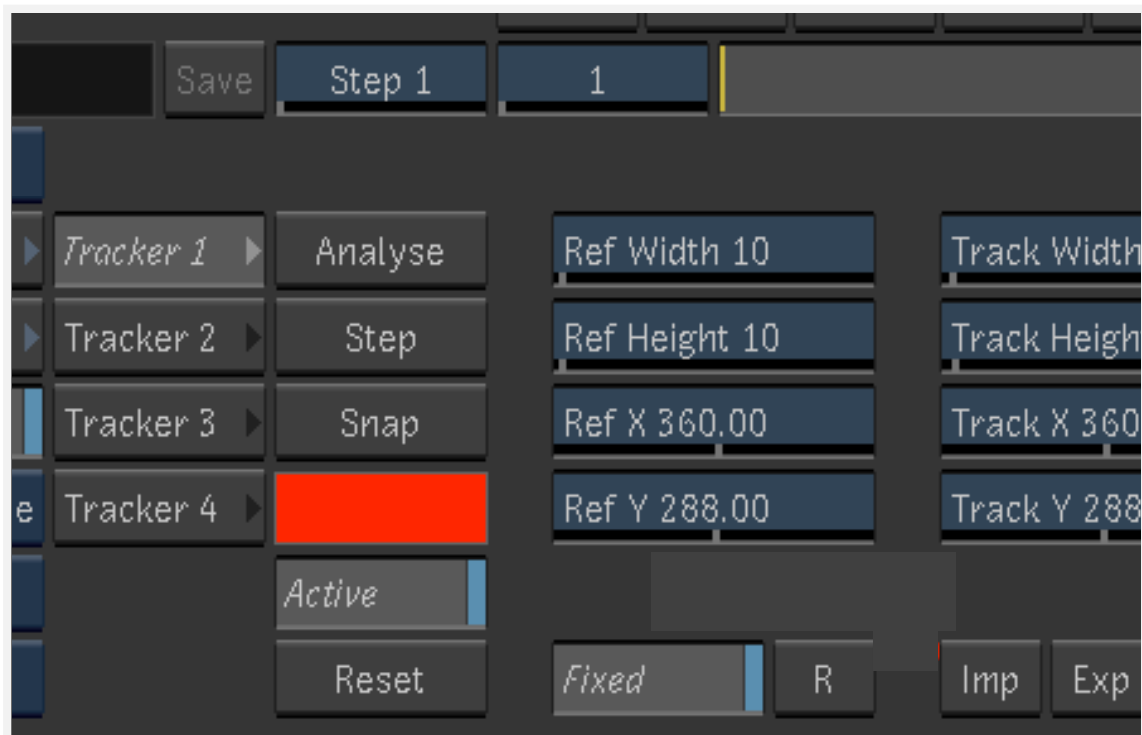 Save Step 1 1
Tracker 1 Analyse Ref Width 10 Track Width
Tracker 2 Step Ref Height 10 Track Heigh
Tracker 3 Snap Ref X 360.00 Track X 360
e Tracker 4 Ref Y 288.00 Track Y 288
Active
Reset Fixed R Imp Exp